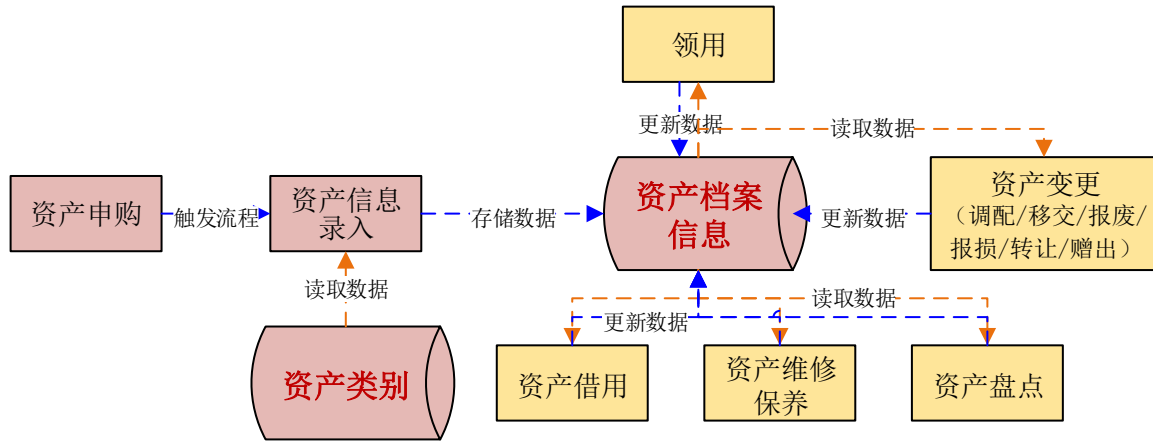 领用
更新数据
读取数据
资产申购
触发流程
资产信息
录入
存储数据
资产档案
信息
更新数据
资产变更
（调配/移交/报废/
报损/转让/赠出）
读取数据
读取数据
更新数据
资产类别
资产借用
资产维修
保养
资产盘点